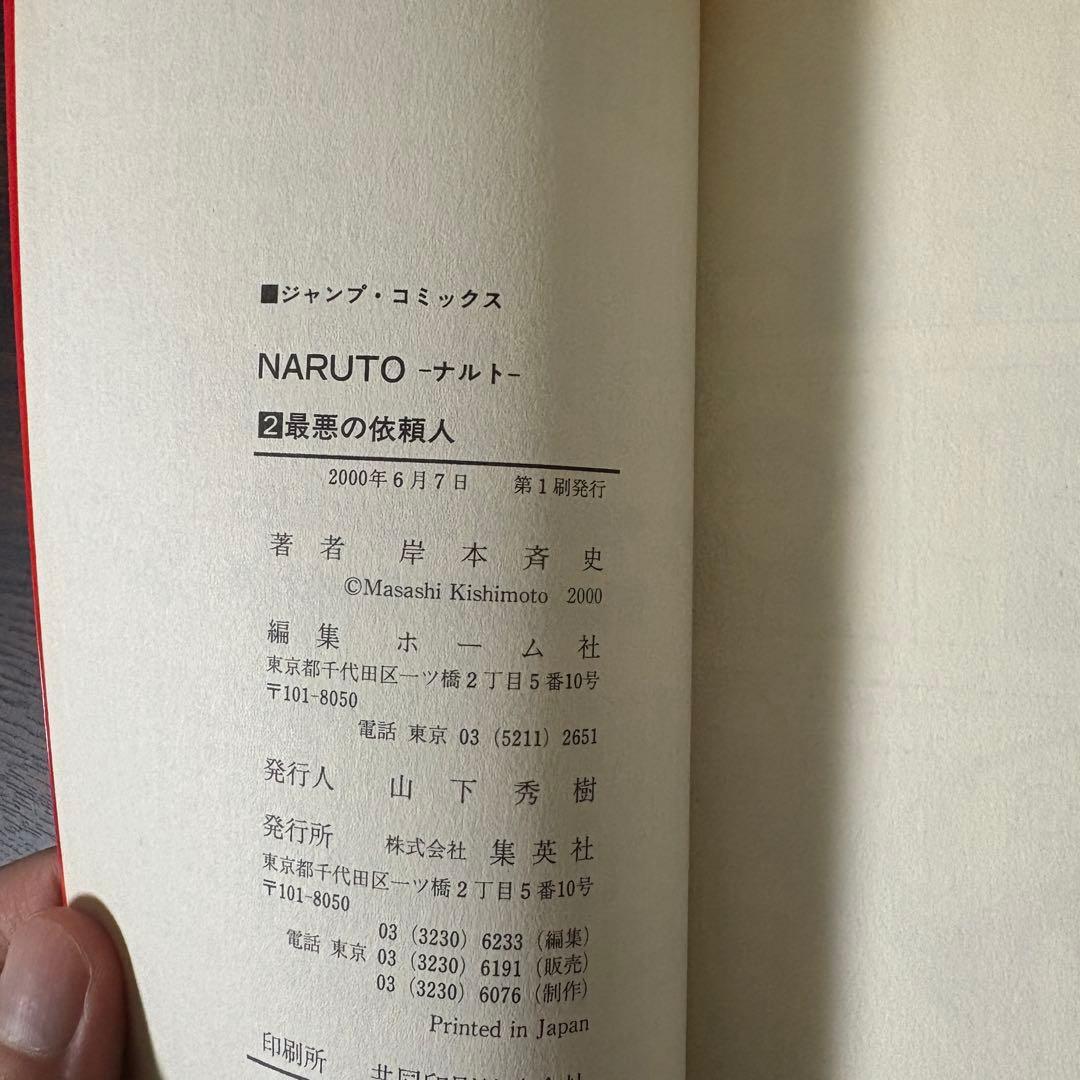 ■ジャンプ・コミックス
NARUTO -ナルト-
2最悪の依頼人
2000年6月7日 第1刷発行
著者 岸本斉史
©Masashi Kishimoto 2000
編集 ホーム社
東京都千代田区一ツ橋2丁目5番10号
〒101-8050
電話 東京 03 (5211) 2651
発行人 山下秀樹
発行所 株式会社 集英社
東京都千代田区一ツ橋2丁目5番10号
〒101-8050
03 (3230) 6233 (編集)
電話 東京 03 (3230) 6191 (販売)
03 (3230) 6076 (制作)
Printed in Japan
印刷所